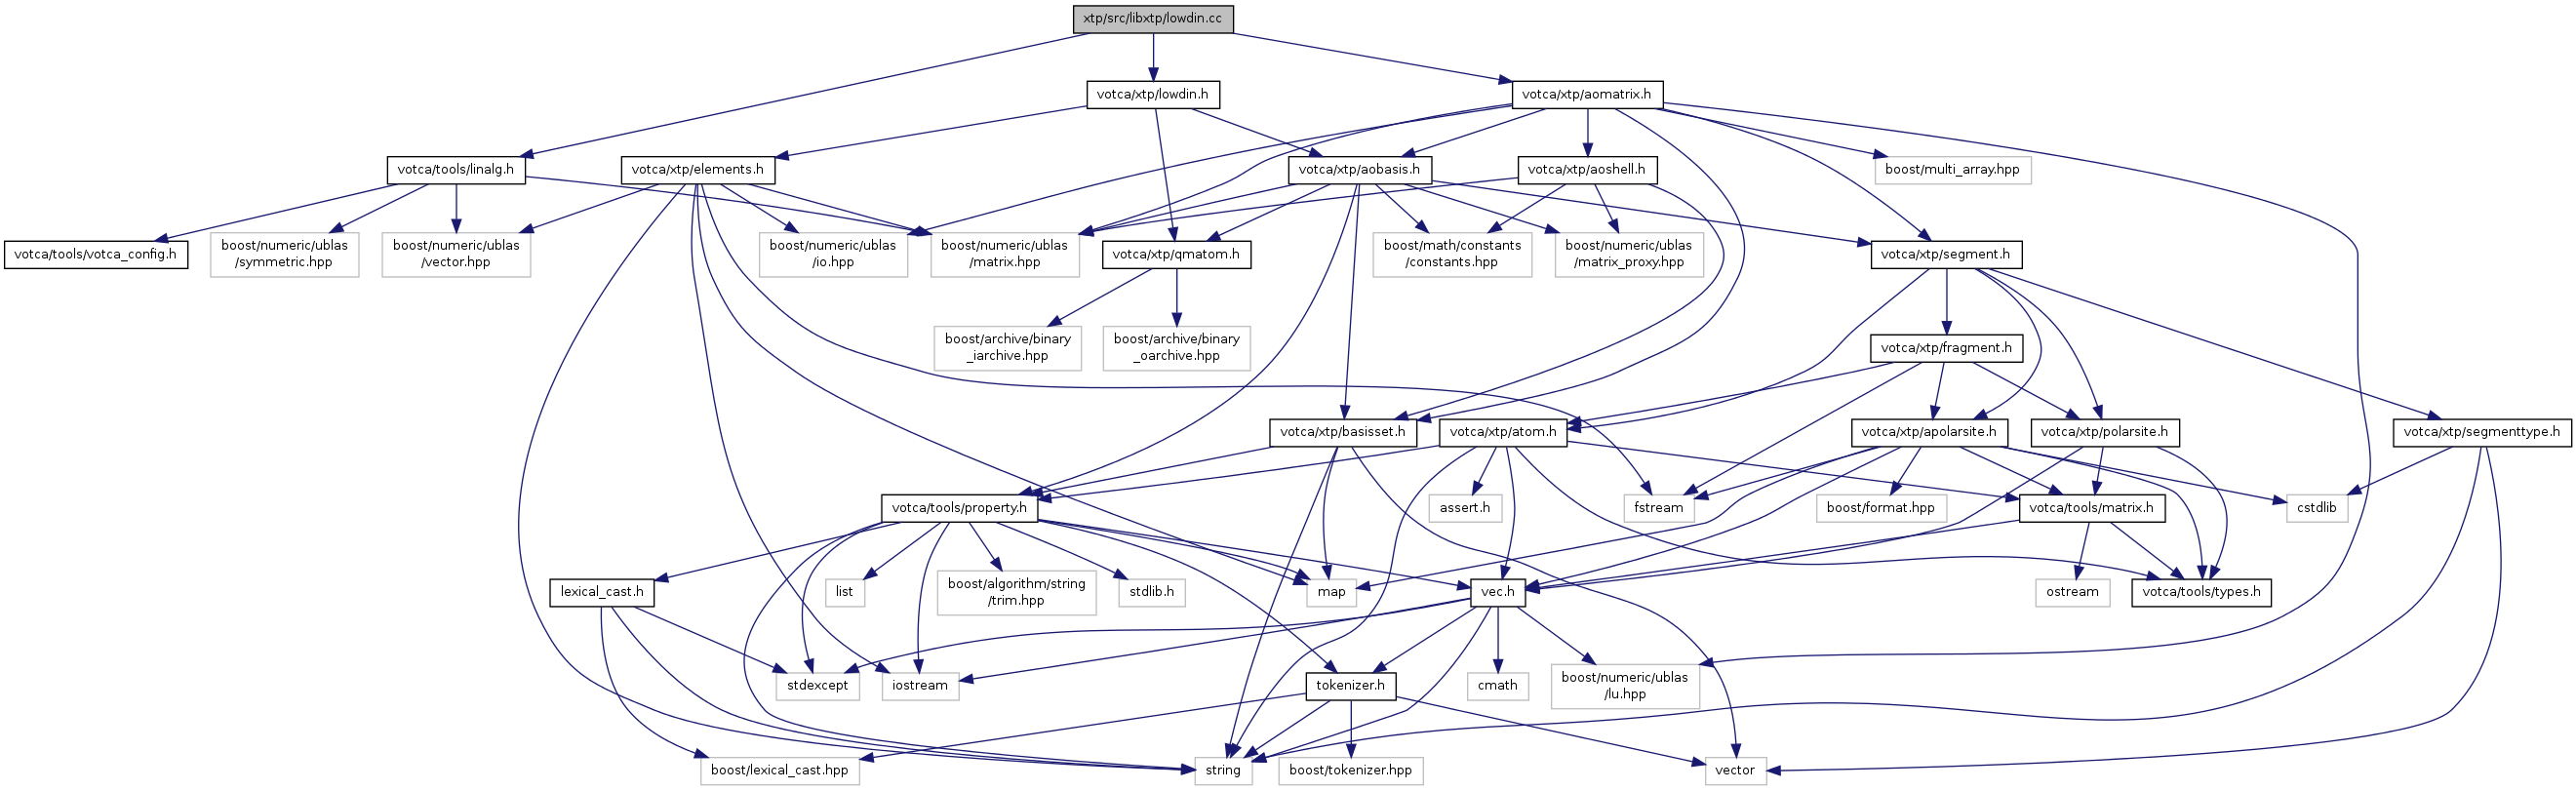 xtp/src/libxtp/lowdin.cc
votca/xtp/lowdin.h
votca/xtp/aomatrix.h
votca/tools/linalg.h
votca/xtp/elements.h
votca/xtp/aobasis.h
votca/xtp/aoshell.h
boost/multi_array.hpp
votca/tools/votca_config.h
boost/numeric/ublas
/symmetric.hpp
boost/numeric/ublas
/vector.hpp
boost/numeric/ublas
/io.hpp
boost/numeric/ublas
/matrix.hpp
votca/xtp/qmatom.h
boost/math/constants
/constants.hpp
boost/numeric/ublas
/matrix_proxy.hpp
votca/xtp/segment.h
boost/archive/binary
_iarchive.hpp
boost/archive/binary
_oarchive.hpp
votca/xtp/fragment.h
votca/xtp/basisset.h
votca/xtp/atom.h
votca/xtp/apolarsite.h
votca/xtp/polarsite.h
votca/xtp/segmenttype.h
votca/tools/property.h
assert.h
fstream
boost/format.hpp
votca/tools/matrix.h
cstdlib
lexical_cast.h
list
boost/algorithm/string
/trim.hpp
stdlib.h
map
vec.h
ostream
votca/tools/types.h
stdexcept
iostream
tokenizer.h
cmath
boost/numeric/ublas
/lu.hpp
boost/lexical_cast.hpp
string
boost/tokenizer.hpp
vector